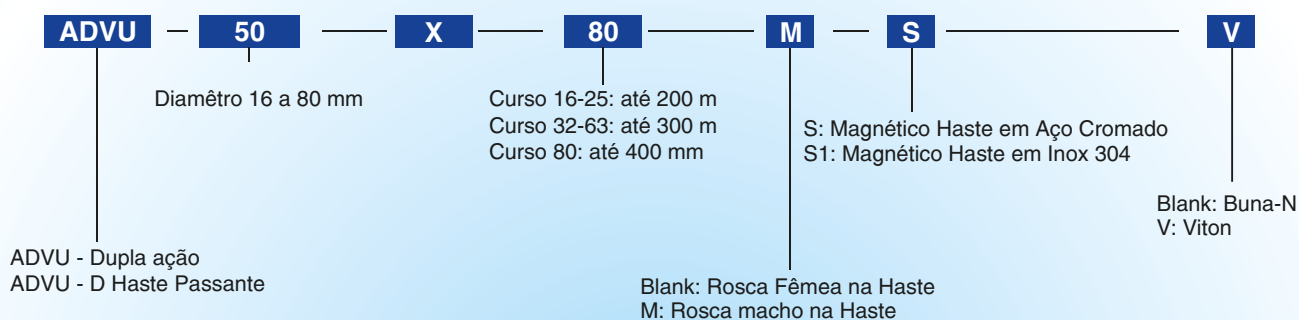 ADVU 50 X 80 M S V
Diamêtro 16 a 80 mm
Curso 16-25: até 200 m
Curso 32-63: até 300 m
Curso 80: até 400 mm
S: Magnético Haste em Aço Cromado
S1: Magnético Haste em Inox 304
Blank: Buna-N
V: Viton
ADVU - Dupla ação
ADVU - D Haste Passante
Blank: Rosca Fêmea na Haste
M: Rosca macho na Haste